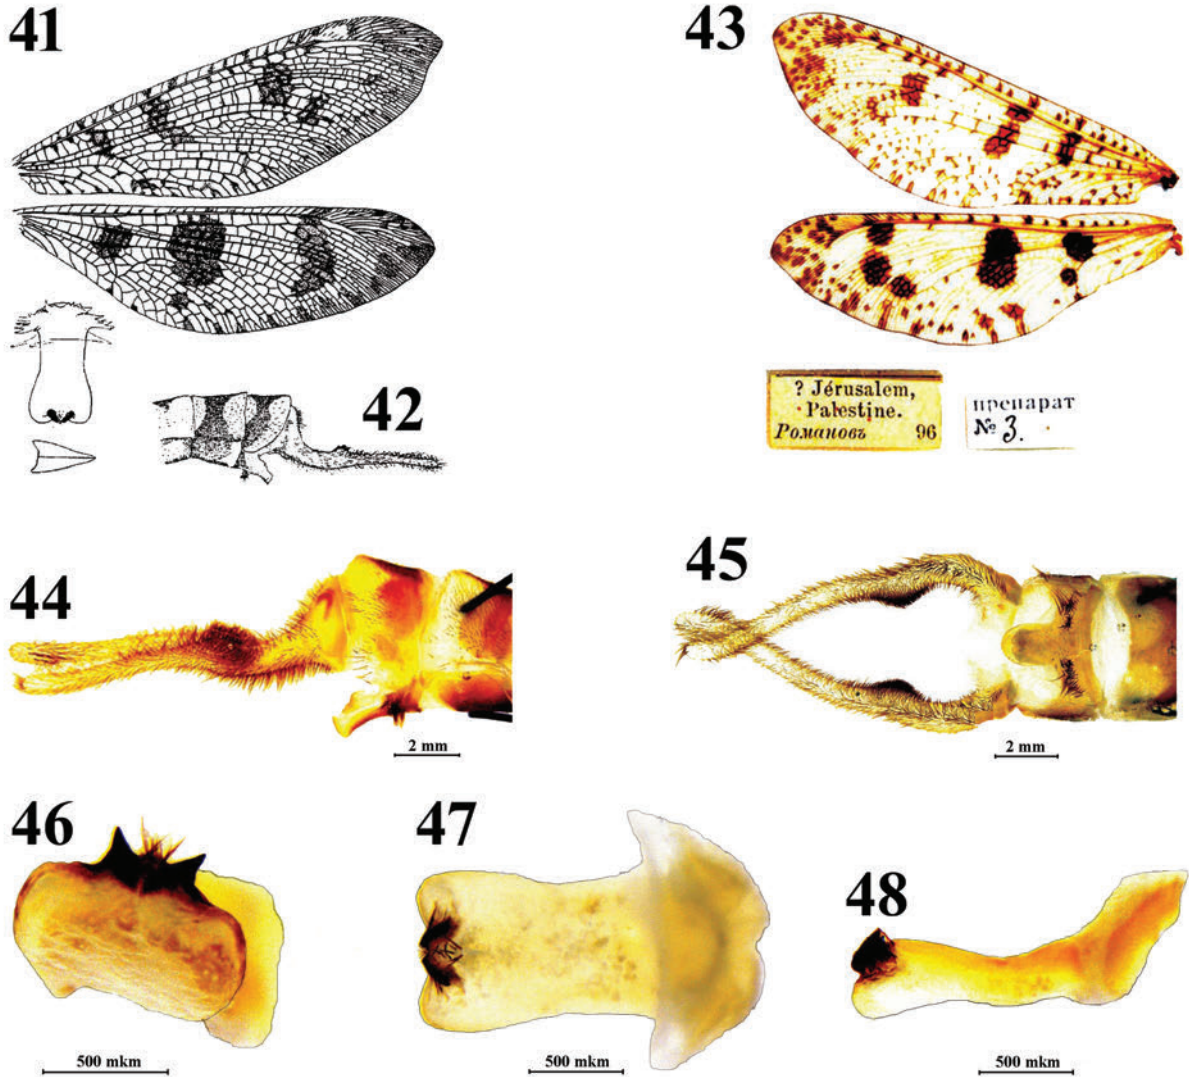 41
43
42
? Jérusalem,
Palestine.
Романовъ 96
препарат
№ 3.
44
45
2 mm
2 mm
46
47
48
500 mkm
500 mkm
500 mkm